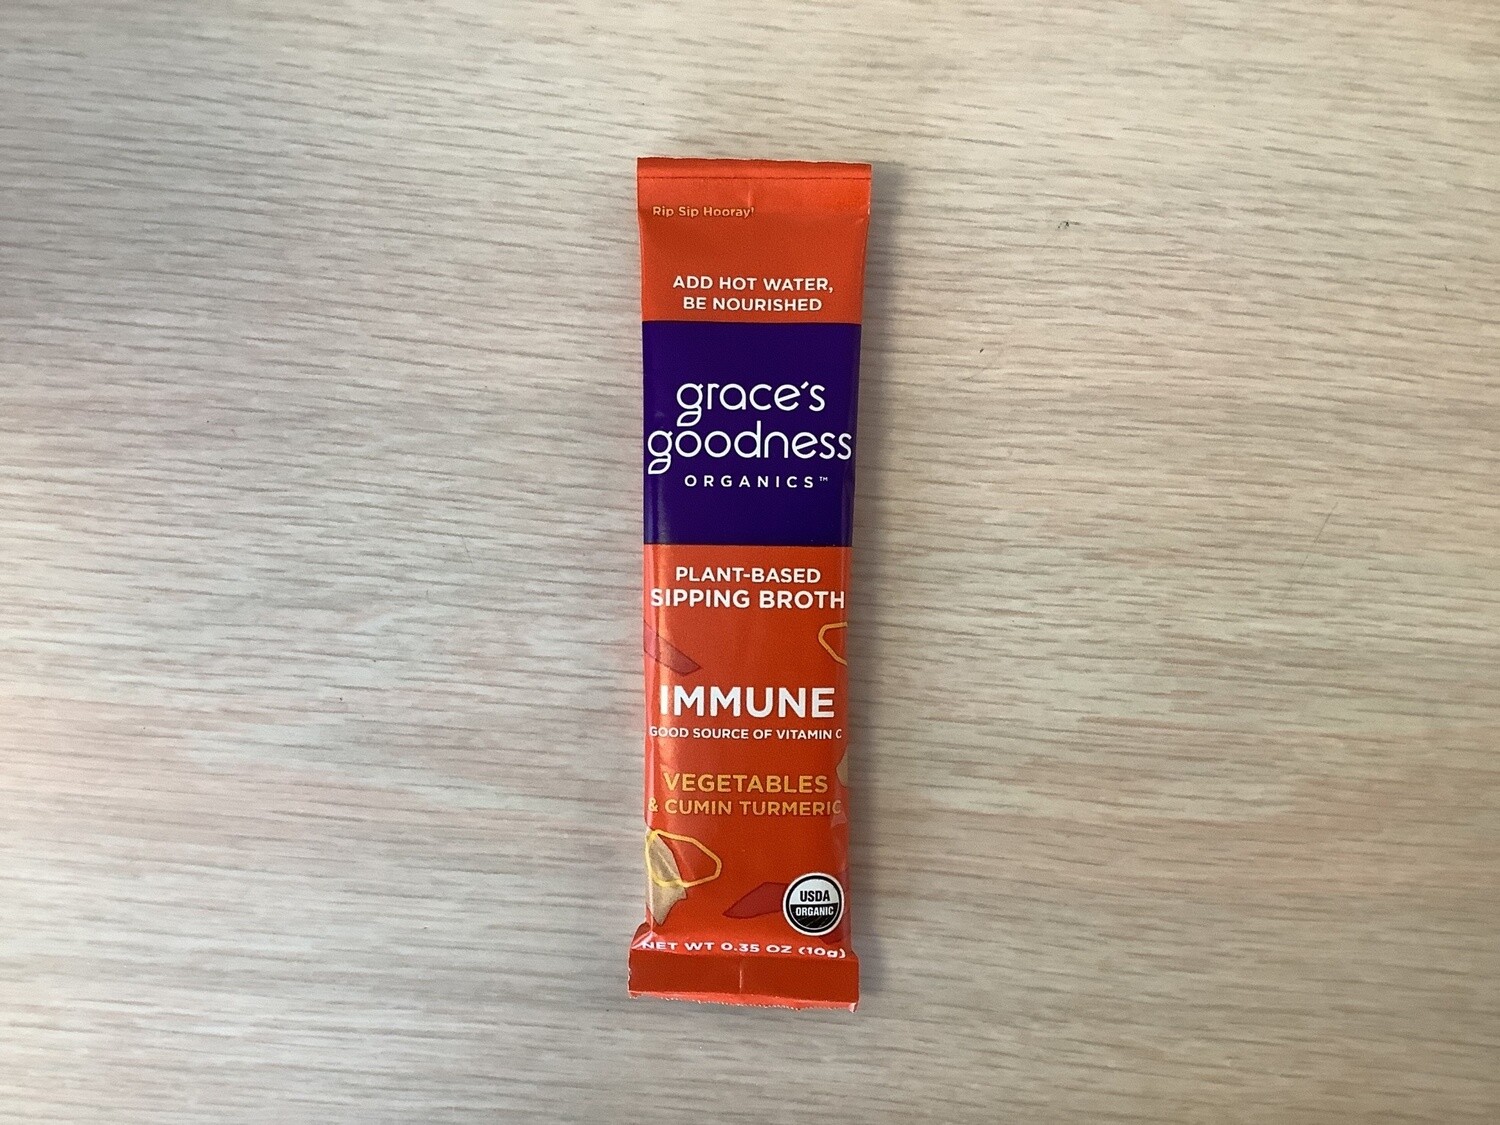 Rip Sip Hooray!
ADD HOT WATER,
BE NOURISHED
grace's
goodness
ORGANICS™
PLANT-BASED
SIPPING BROTH
IMMUNE
GOOD SOURCE OF VITAMIN C
VEGETABLES
& CUMIN TURMERIC
USDA
ORGANIC
NET WT 0.35 OZ (10g)